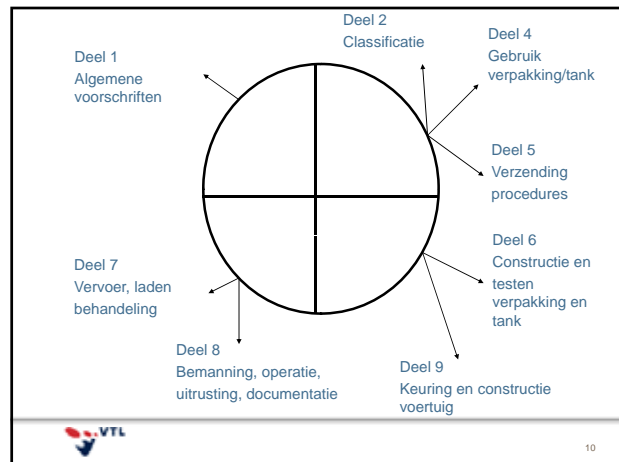 Deel 1
Algemene
voorschriften
Deel 2
Classificatie
Deel 4
Gebruik
verpakking/tank
Deel 5
Verzending
procedures
Deel 6
Constructie en
testen
verpakking en
tank
Deel 7
Vervoer, laden
behandeling
Deel 8
Bemanning, operatie,
uitrusting, documentatie
Deel 9
Keuring en constructie
voertuig
VTL
10